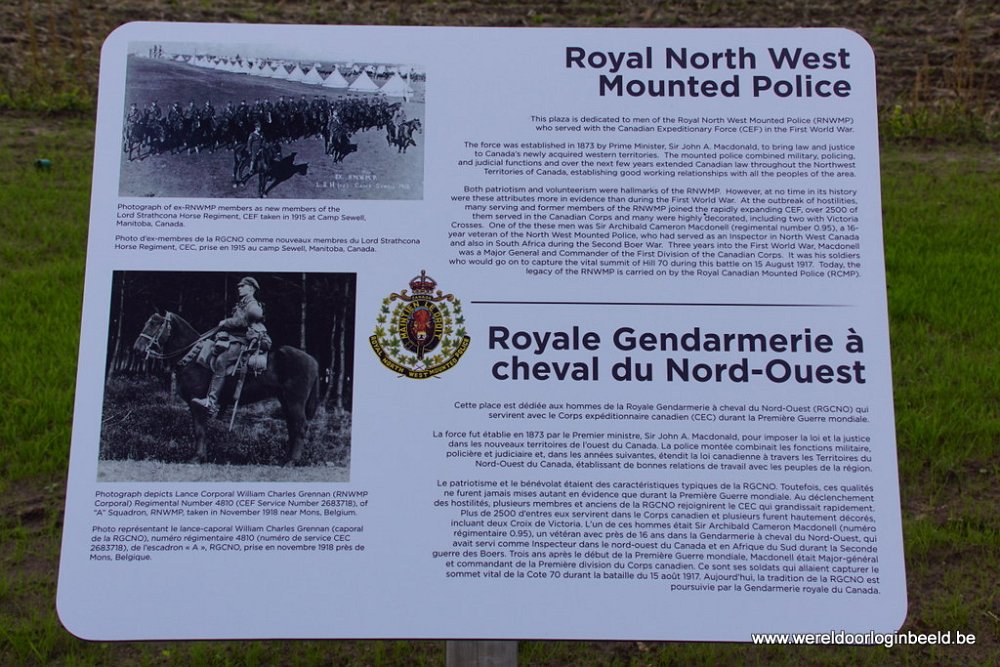 Royal North West
Mounted Police
This plaza is dedicated to men of the Royal North West Mounted Police (RNWMP)
who served with the Canadian Expeditionary Force (CEF) in the First World War.
The force was established in 1873 by Prime Minister, Sir John A. Macdonald, to bring law and justice
to Canada's newly acquired western territories. The mounted police combined military, policing,
and judicial functions and over the next few years extended Canadian law throughout the Northwest
Territories of Canada, establishing good working relationships with all the peoples of the area.
Both patriotism and volunteerism were hallmarks of the RNWMP. However, at no time in its history
were these attributes more in evidence than during the First World War. At the outbreak of hostilities,
many serving and former members of the RNWMP joined the rapidly expanding CEF, over 2500 of
them served in the Canadian Corps and many were highly decorated, including two with Victoria
Crosses. One of the these men was Sir Archibald Cameron Macdonell (regimental number 0.95), a 16-
year veteran of the North West Mounted Police, who had served as an Inspector in North West Canada
and also in South Africa during the Second Boer War. Three years into the First World War, Macdonell
was a Major General and Commander of the First Division of the Canadian Corps. It was his soldiers
who would go on to capture the vital summit of Hill 70 during this battle on 15 August 1917. Today, the
legacy of the RNWMP is carried on by the Royal Canadian Mounted Police (RCMP).
EX. R.N.W.M.P.
Photograph of ex-RNWMP members as new members of the
Lord Strathcona Horse Regiment, CEF taken in 1915 at Camp Sewell,
Manitoba, Canada.
Photo d'ex-membres de la RGCNO comme nouveaux membres du Lord Strathcona
Horse Regiment, CEC, prise en 1915 au camp Sewell, Manitoba, Canada.
CANADA
MAINTIEN LE DROIT
ROYAL NORTH WEST MOUNTED POLICE
Royale Gendarmerie à
cheval du Nord-Ouest
Cette place est dédiée aux hommes de la Royale Gendarmerie à cheval du Nord-Ouest (RGCNO) qui
servirent avec le Corps expéditionnaire canadien (CEC) durant la Première Guerre mondiale.
La force fut établie en 1873 par le Premier ministre, Sir John A. Macdonald, pour imposer la loi et la justice
dans les nouveaux territoires de l'ouest du Canada. La police montée combinait les fonctions militaire,
policière et judiciaire et, dans les années suivantes, étendit la loi canadienne à travers les Territoires du
Nord-Ouest du Canada, établissant de bonnes relations de travail avec les peuples de la région.
Le patriotisme et le bénévolat étaient des caractéristiques typiques de la RGCNO. Toutefois, ces qualités
ne furent jamais mises autant en évidence que durant la Première Guerre mondiale. Au déclenchement
des hostilités, plusieurs membres et anciens de la RGCNO rejoignirent le CEC qui grandissait rapidement.
Plus de 2500 d'entres eux servirent dans le Corps canadien et plusieurs furent hautement décorés,
incluant deux Croix de Victoria. L'un de ces hommes était Sir Archibald Cameron Macdonell (numéro
régimentaire 0.95), un vétéran avec près de 16 ans dans la Gendarmerie à cheval du Nord-Ouest, qui
avait servi comme Inspecteur dans le nord-ouest du Canada et en Afrique du Sud durant la Seconde
guerre des Boers. Trois ans après le début de la Première Guerre mondiale, Macdonell était Major-général
et commandant de la Première division du Corps canadien. Ce sont ses soldats qui allaient capturer le
sommet vital de la Cote 70 durant la bataille du 15 août 1917. Aujourd'hui, la tradition de la RGCNO est
poursuivie par la Gendarmerie royale du Canada.
Photograph depicts Lance Corporal William Charles Grennan (RNWMP
Corporal) Regimental Number 4810 (CEF Service Number 2683718), of
"A" Squadron, RNWMP, taken in November 1918 near Mons, Belgium.
Photo représentant le lance-caporal William Charles Grennan (caporal
de la RGCNO), numéro régimentaire 4810 (numéro de service CEC
2683718), de l'escadron « A », RGCNO, prise en novembre 1918 près de
Mons, Belgique.
www.wereldoorloginbeeld.be